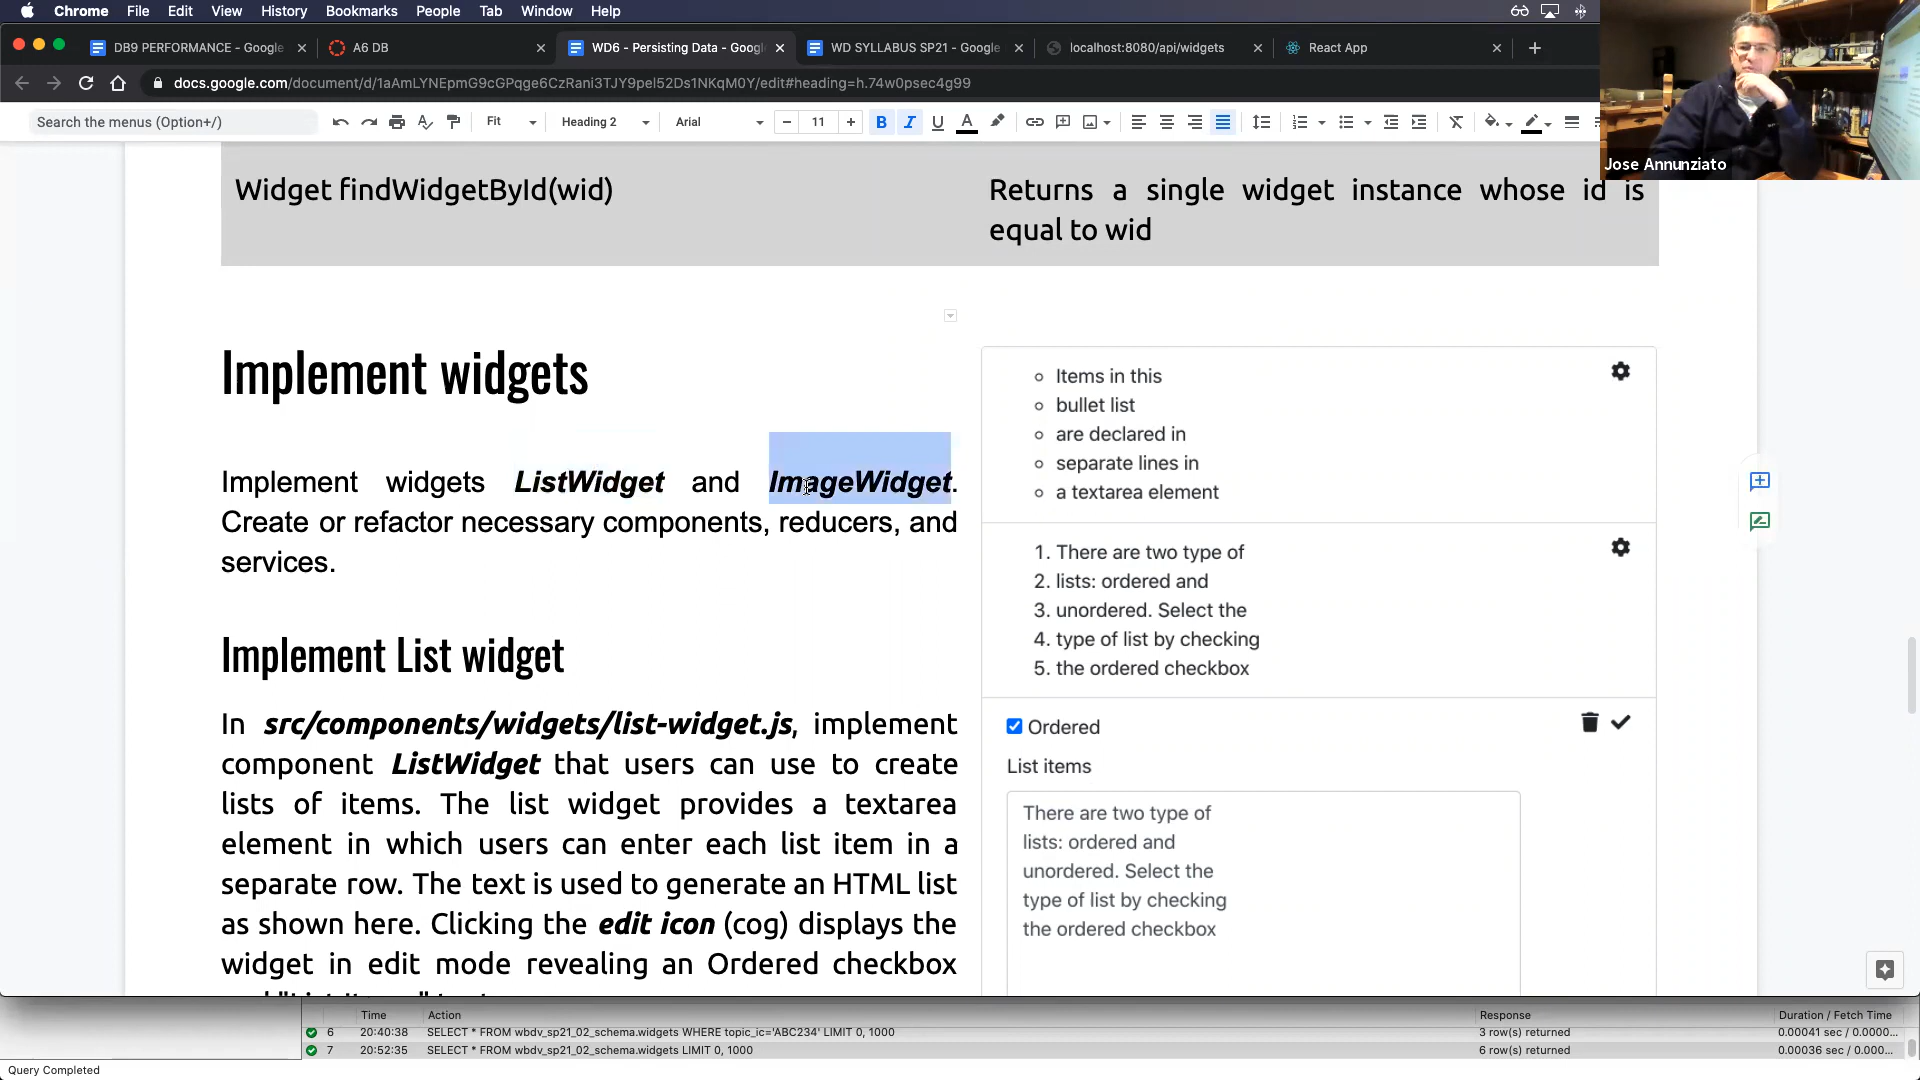 Chrome File Edit View History Bookmarks People Tab Window Help
DB9 PERFORMANCE - Google
A6 DB
WD6 - Persisting Data - Googl
WD SYLLABUS SP21 - Google
localhost:8080/api/widgets
React App
docs.google.com/document/d/1aAmLYNEpmG9cGPqge6CzRani3TJY9pel52Ds1NKqM0Y/edit#heading=h.74w0psec4g99
Search the menus (Option+/)
Fit
Heading 2
Arial
11
B I U A
Jose Annunziato
Widget findWidgetById(wid)
Returns a single widget instance whose id is
equal to wid
Implement widgets
Implement widgets ListWidget and ImageWidget.
Create or refactor necessary components, reducers, and
services.
Implement List widget
In src/components/widgets/list-widget.js, implement
component ListWidget that users can use to create
lists of items. The list widget provides a textarea
element in which users can enter each list item in a
separate row. The text is used to generate an HTML list
as shown here. Clicking the edit icon (cog) displays the
widget in edit mode revealing an Ordered checkbox
Items in this
bullet list
are declared in
separate lines in
a textarea element
1. There are two type of
2. lists: ordered and
3. unordered. Select the
4. type of list by checking
5. the ordered checkbox
Ordered
List items
There are two type of
lists: ordered and
unordered. Select the
type of list by checking
the ordered checkbox
Time Action Response Duration / Fetch Time
6 20:40:38 SELECT * FROM wbdv_sp21_02_schema.widgets WHERE topic_ic='ABC234' LIMIT 0, 1000 3 row(s) returned 0.00041 sec / 0.0000...
7 20:52:35 SELECT * FROM wbdv_sp21_02_schema.widgets LIMIT 0, 1000 6 row(s) returned 0.00036 sec / 0.000...
Query Completed